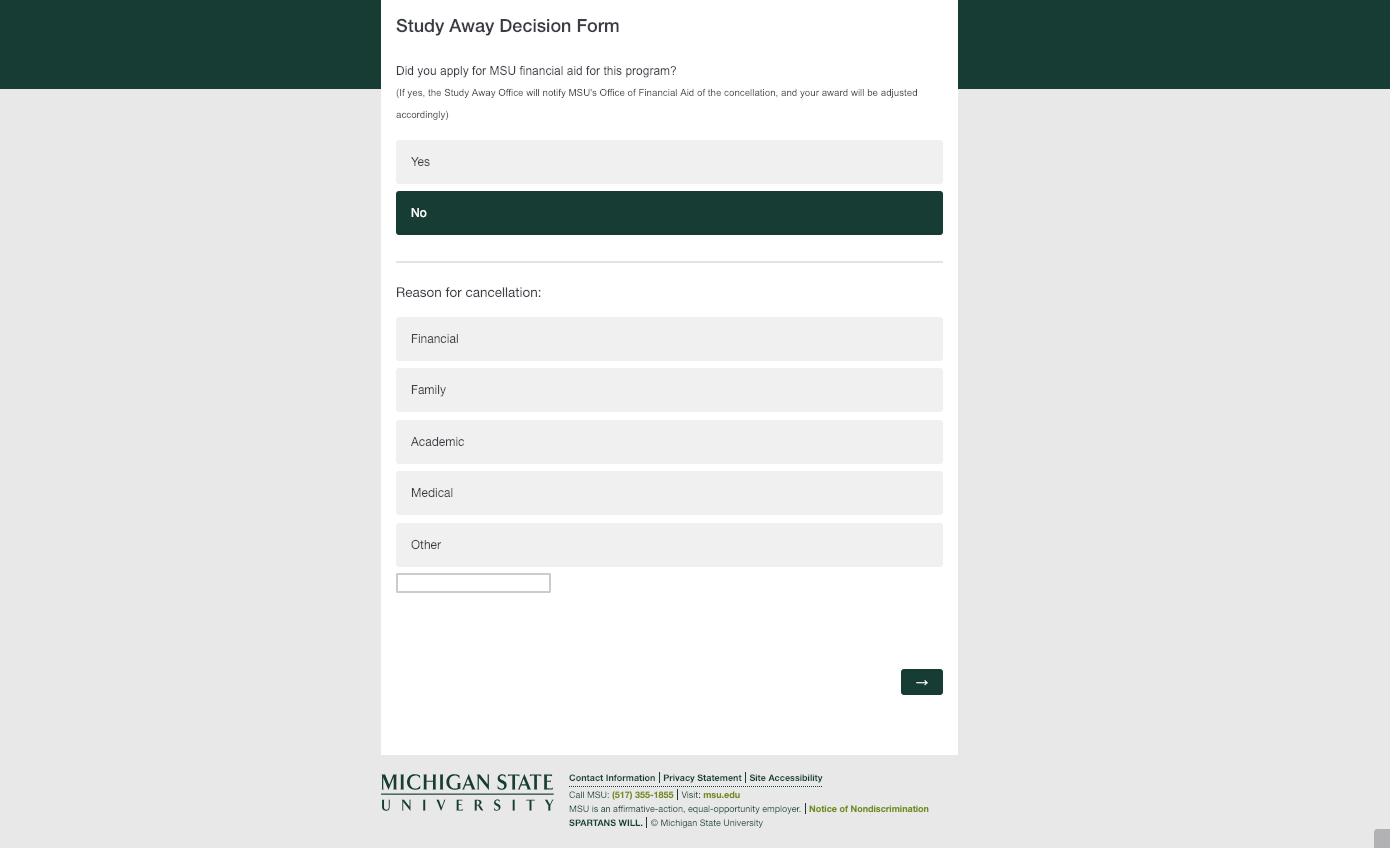 Study Away Decision Form
Did you apply for MSU financial aid for this program?
(If yes, the Study Away Office will notify MSU's Office of Financial Aid of the concellation, and your award will be adjusted
accordingly)
Yes
No
Reason for cancellation:
Financial
Family
Academic
Medical
Other
→
MICHIGAN STATE
UNIVERSITY
Contact Information | Privacy Statement | Site Accessibility
Call MSU: (517) 355-1855 | Visit: msu.edu
MSU is an affirmative-action, equal-opportunity employer. | Notice of Nondiscrimination
SPARTANS WILL. | © Michigan State University